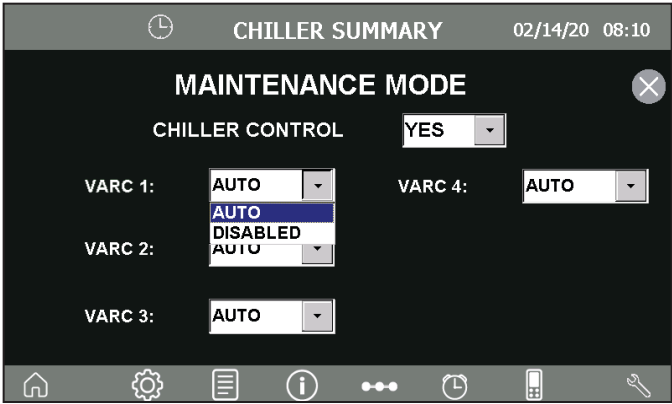 CHILLER SUMMARY 02/14/20 08:10
MAINTENANCE MODE
CHILLER CONTROL YES
VARC 1: AUTO VARC 4: AUTO
AUTO
DISABLED
VARC 2: AUTO
VARC 3: AUTO